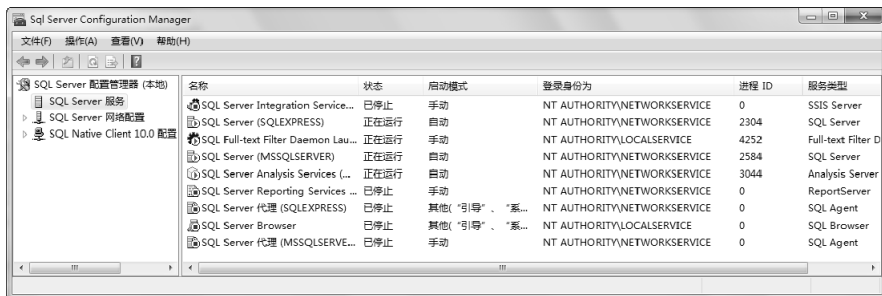 Sql Server Configuration Manager
文件(F) 操作(A) 查看(V) 帮助(H)
SQL Server 配置管理器 (本地)
SQL Server 服务
SQL Server 网络配置
SQL Native Client 10.0 配置
名称 状态 启动模式 登录身份为 进程 ID 服务类型
SQL Server Integration Service... 已停止 手动 NT AUTHORITY\NETWORKSERVICE 0 SSIS Server
SQL Server (SQLEXPRESS) 正在运行 自动 NT AUTHORITY\NETWORKSERVICE 2304 SQL Server
SQL Full-text Filter Daemon Lau... 正在运行 手动 NT AUTHORITY\LOCALSERVICE 4252 Full-text Filter D
SQL Server (MSSQLSERVER) 正在运行 自动 NT AUTHORITY\NETWORKSERVICE 2584 SQL Server
SQL Server Analysis Services (... 正在运行 自动 NT AUTHORITY\NETWORKSERVICE 3044 Analysis Server
SQL Server Reporting Services ... 已停止 手动 NT AUTHORITY\NETWORKSERVICE 0 ReportServer
SQL Server 代理 (SQLEXPRESS) 已停止 其他("引导"、"系... NT AUTHORITY\NETWORKSERVICE 0 SQL Agent
SQL Server Browser 已停止 其他("引导"、"系... NT AUTHORITY\LOCALSERVICE 0 SQL Browser
SQL Server 代理 (MSSQLSERVE... 已停止 手动 NT AUTHORITY\NETWORKSERVICE 0 SQL Agent